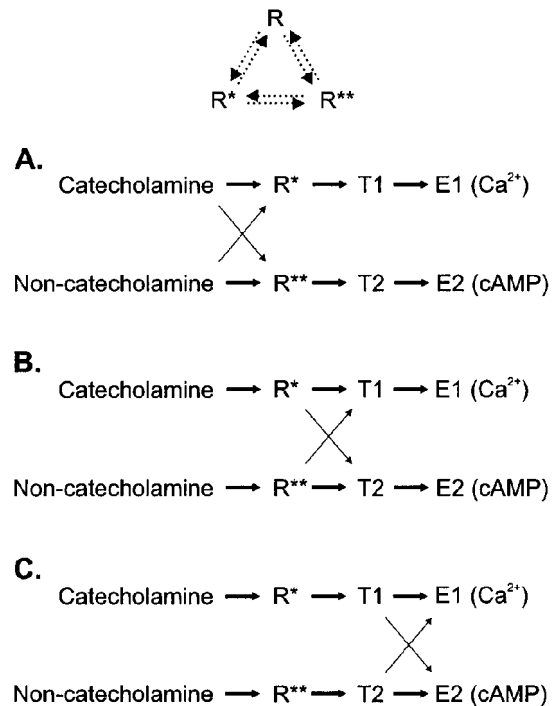 R
R* R**
A.
Catecholamine R* T1 E1 (Ca²⁺)
Non-catecholamine R** T2 E2 (cAMP)
B.
Catecholamine R* T1 E1 (Ca²⁺)
Non-catecholamine R** T2 E2 (cAMP)
C.
Catecholamine R* T1 E1 (Ca²⁺)
Non-catecholamine R** T2 E2 (cAMP)